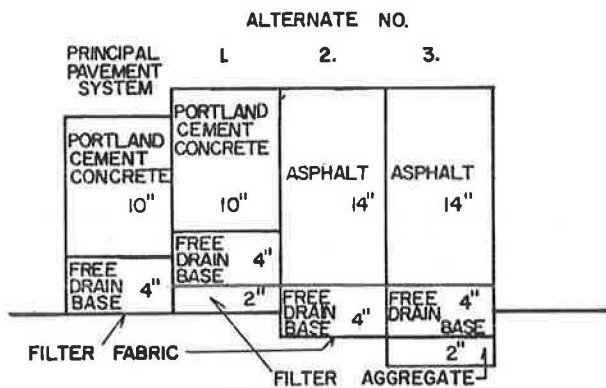 ALTERNATE NO.
PRINCIPAL
PAVEMENT
SYSTEM
1.
2.
3.
PORTLAND
CEMENT
CONCRETE
10"
FREE
DRAIN
BASE 4"
PORTLAND
CEMENT
CONCRETE
10"
FREE
DRAIN
BASE
4"
2"
ASPHALT
14"
FREE
DRAIN
BASE 4"
ASPHALT
14"
FREE 4"
DRAIN
BASE
2"
FILTER FABRIC
FILTER AGGREGATE